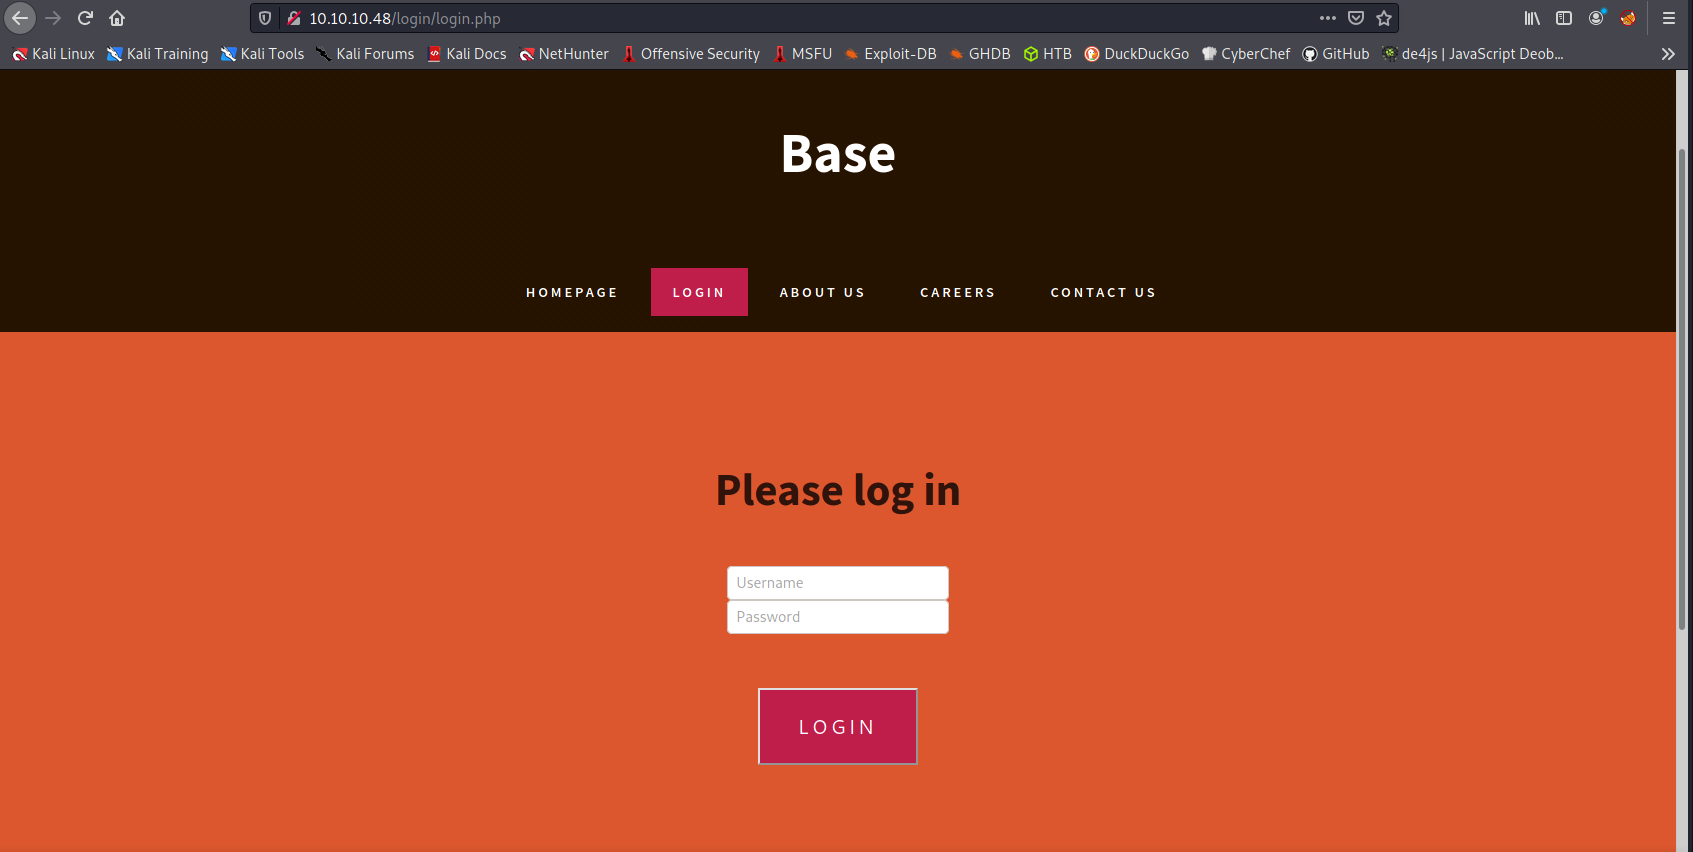 10.10.10.48/login/login.php
Kali Linux Kali Training Kali Tools Kali Forums Kali Docs NetHunter Offensive Security MSFU Exploit-DB GHDB HTB DuckDuckGo CyberChef GitHub de4js | JavaScript Deob...
Base
HOMEPAGE LOGIN ABOUT US CAREERS CONTACT US
Please log in
Username
Password
LOGIN